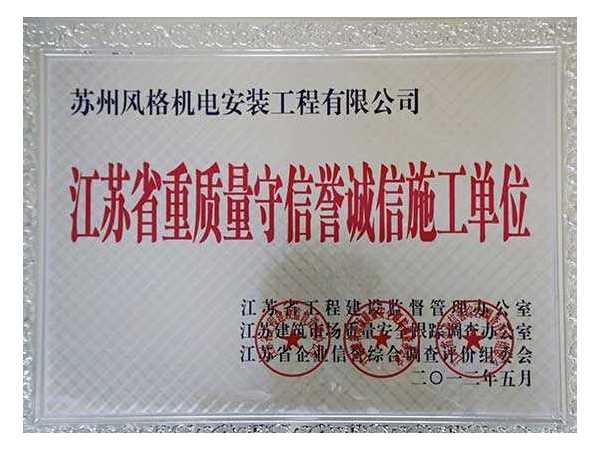 苏州风格机电安装工程有限公司
江苏省重质量守信誉诚信施工单位
江苏省工程建设监督管理办公室
江苏建筑市场质量安全跟踪调查办公室
江苏省企业信誉综合调查评价组委会
二〇一二年五月